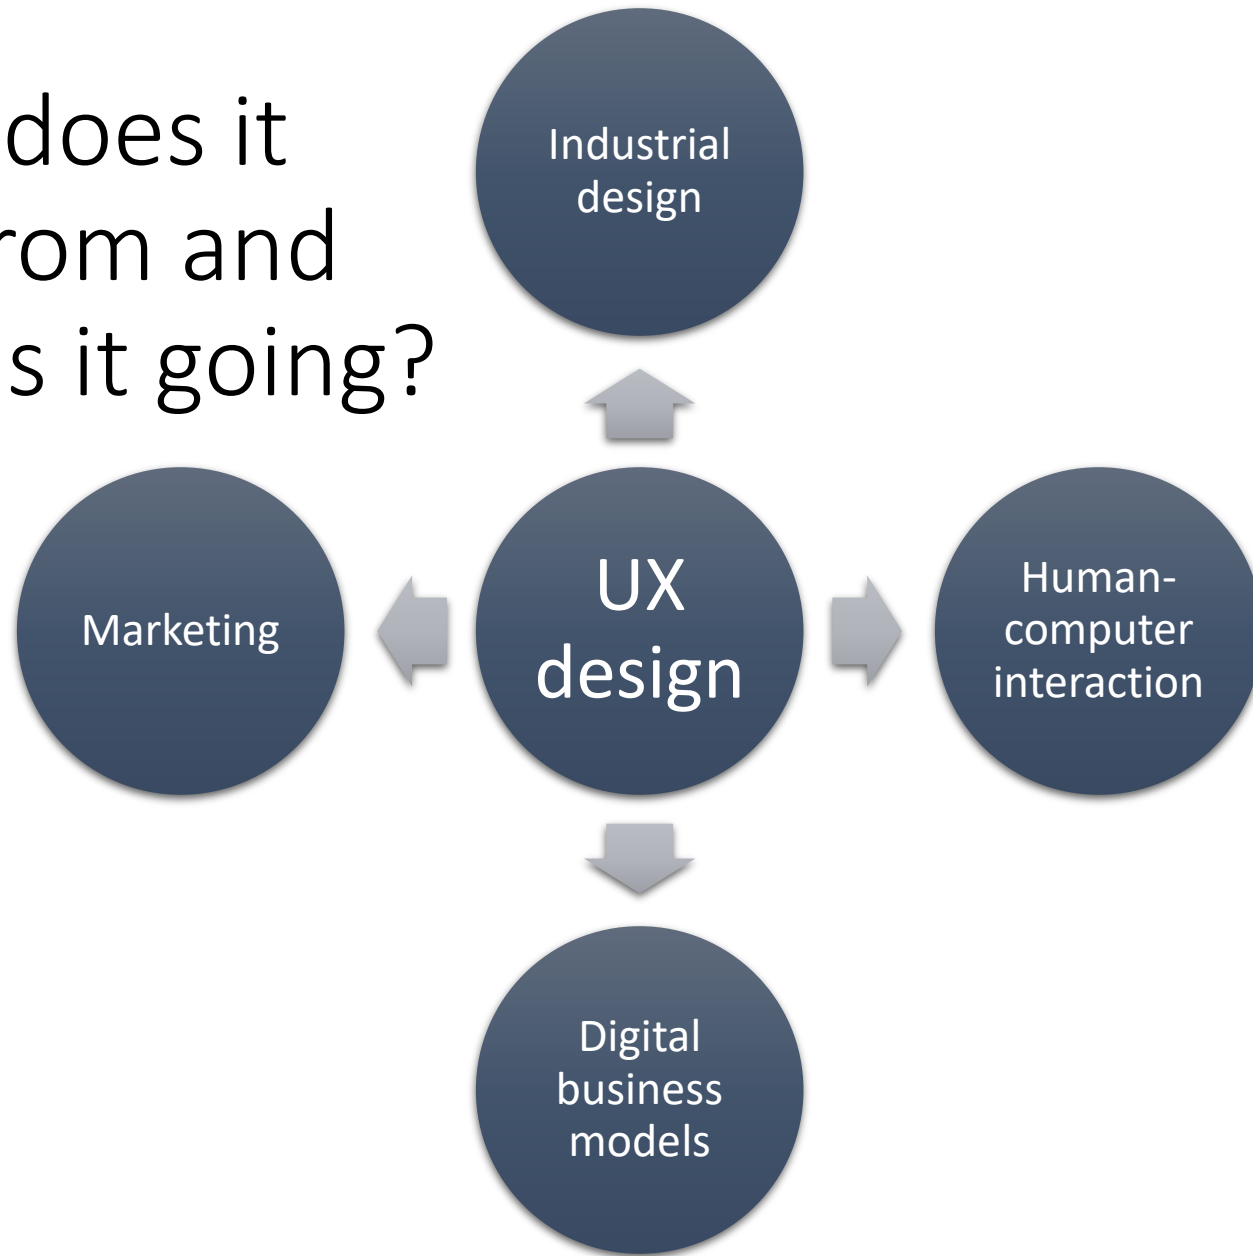 does it
rom and
s it going?
Industrial
design
Marketing
UX
design
Human-
computer
interaction
Digital
business
models